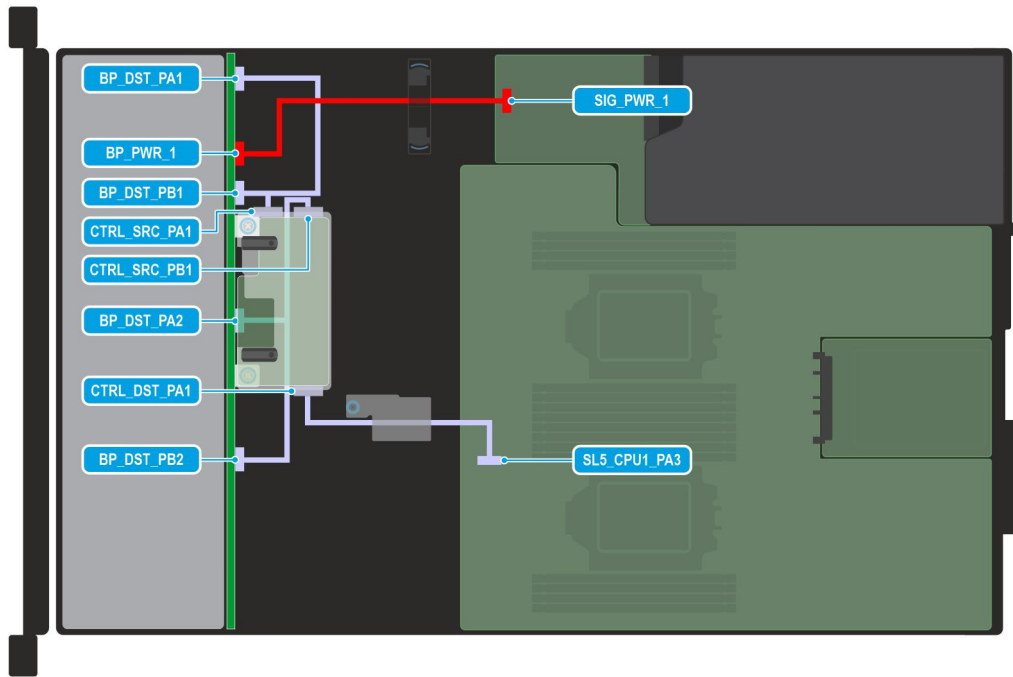 BP_DST_PA1
SIG_PWR_1
BP_PWR_1
BP_DST_PB1
CTRL_SRC_PA1
CTRL_SRC_PB1
BP_DST_PA2
CTRL_DST_PA1
BP_DST_PB2
SL5_CPU1_PA3